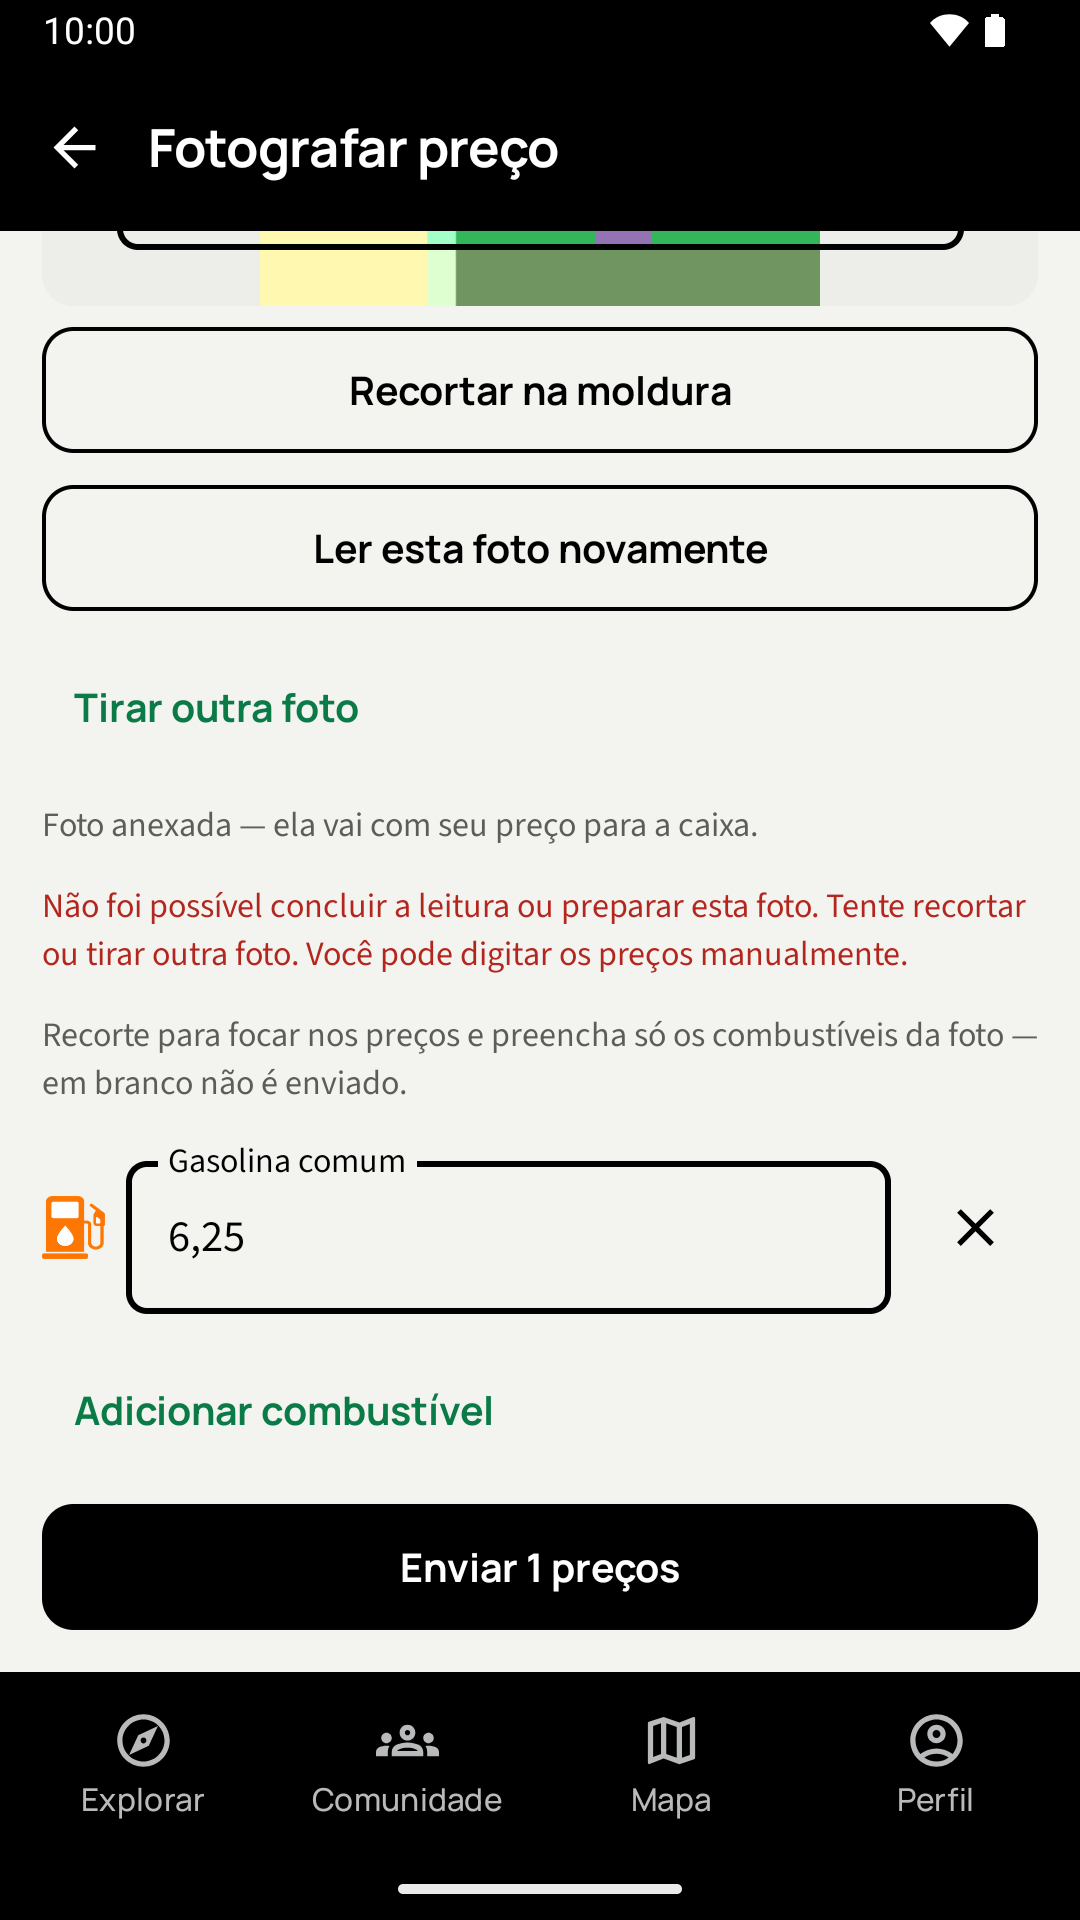 10:00
Fotografar preço
Recortar na moldura
Ler esta foto novamente
Tirar outra foto
Foto anexada — ela vai com seu preço para a caixa.
Não foi possível concluir a leitura ou preparar esta foto. Tente recortar
ou tirar outra foto. Você pode digitar os preços manualmente.
Recorte para focar nos preços e preencha só os combustíveis da foto —
em branco não é enviado.
Gasolina comum
6,25
Adicionar combustível
Enviar 1 preços
Explorar
Comunidade
Mapa
Perfil